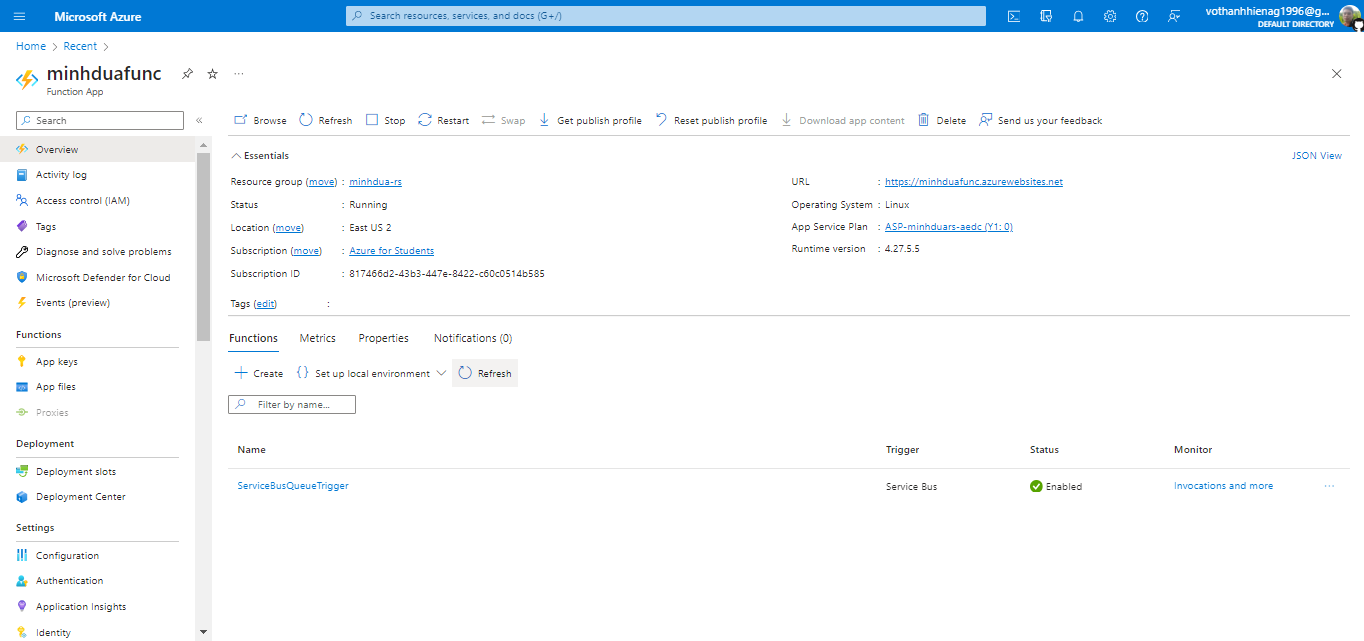 Microsoft Azure
Search resources, services, and docs (G+/)
vothanhhienag1996@g...
DEFAULT DIRECTORY
Home > Recent >
minhduafunc
Function App
Search
Browse Refresh Stop Restart Swap Get publish profile Reset publish profile Download app content Delete Send us your feedback
Overview
Activity log
Access control (IAM)
Tags
Diagnose and solve problems
Microsoft Defender for Cloud
Events (preview)
Functions
App keys
App files
Proxies
Deployment
Deployment slots
Deployment Center
Settings
Configuration
Authentication
Application Insights
Identity
Essentials
JSON View
Resource group (move) : minhdua-rs
Status : Running
Location (move) : East US 2
Subscription (move) : Azure for Students
Subscription ID : 817466d2-43b3-447e-8422-c60c0514b585
URL : https://minhduafunc.azurewebsites.net
Operating System : Linux
App Service Plan : ASP-minhduars-aedc (Y1: 0)
Runtime version : 4.27.5.5
Tags (edit) :
Functions Metrics Properties Notifications (0)
Create Set up local environment Refresh
Filter by name...
Name Trigger Status Monitor
ServiceBusQueueTrigger Service Bus Enabled Invocations and more